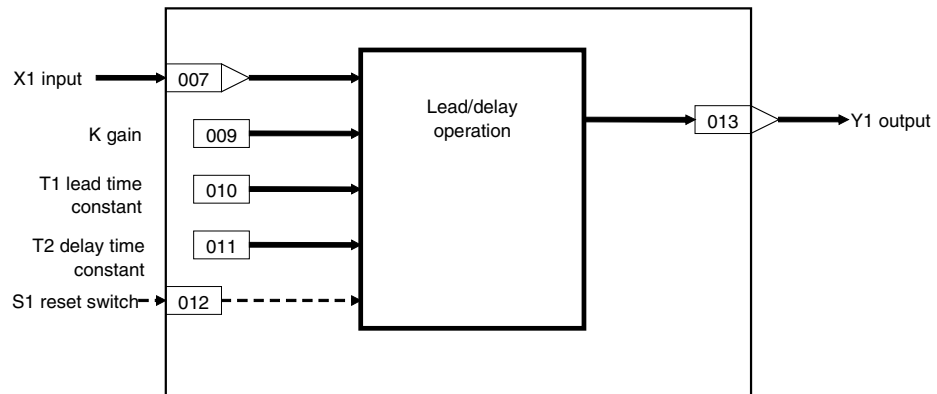 X1 input
007
K gain
009
T1 lead time
constant
010
T2 delay time
constant
011
S1 reset switch
012
Lead/delay
operation
013
Y1 output